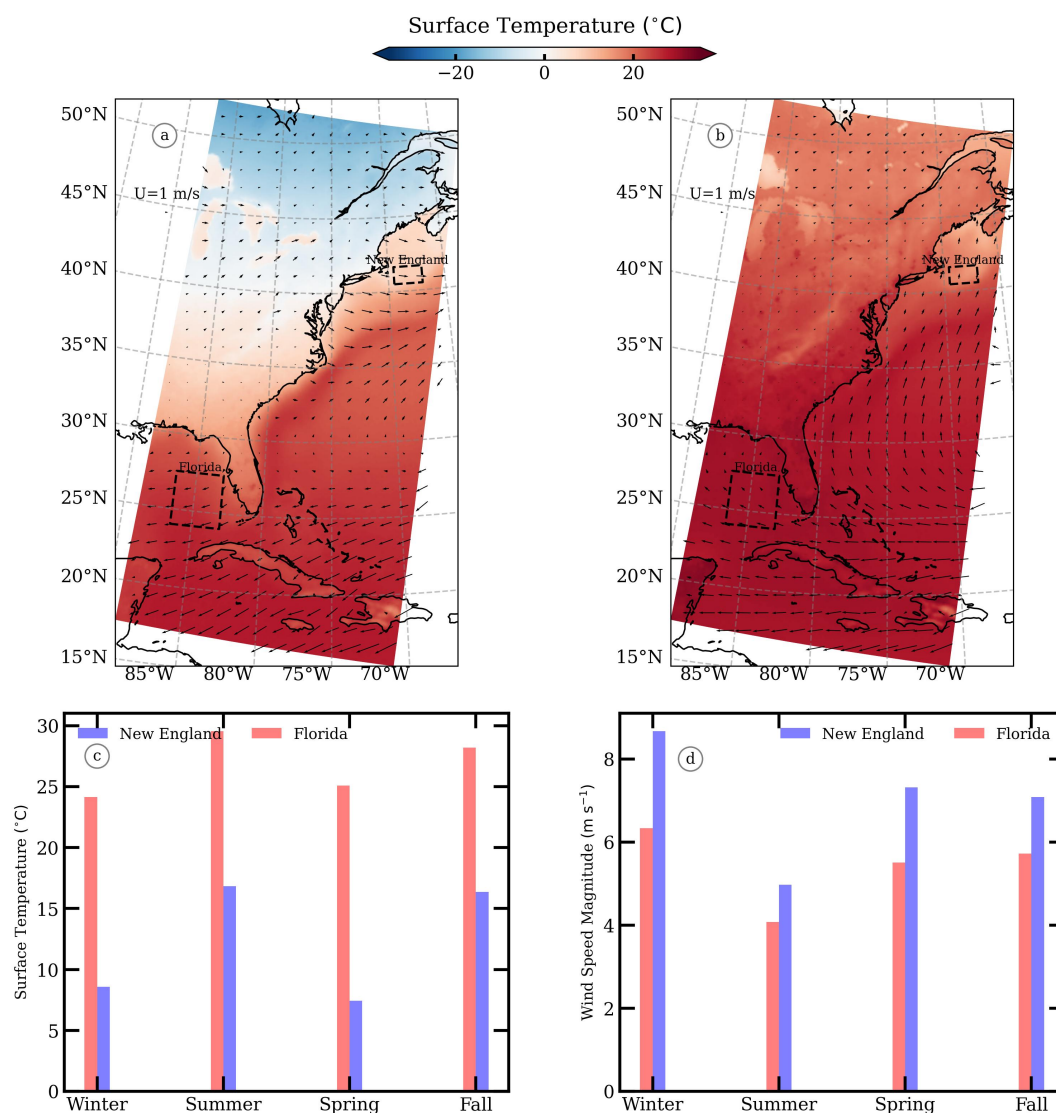 Surface Temperature (°C)
−20 0 20
a
b
50°N
45°N
40°N
35°N
30°N
25°N
20°N
15°N
U=1 m/s
New England
Florida
85°W 80°W 75°W 70°W
50°N
45°N
40°N
35°N
30°N
25°N
20°N
15°N
U=1 m/s
New England
Florida
85°W 80°W 75°W 70°W
New England Florida
c
Surface Temperature (°C)
30
25
20
15
10
5
0
Winter Summer Spring Fall
New England Florida
d
Wind Speed Magnitude (m s⁻¹)
8
6
4
2
0
Winter Summer Spring Fall